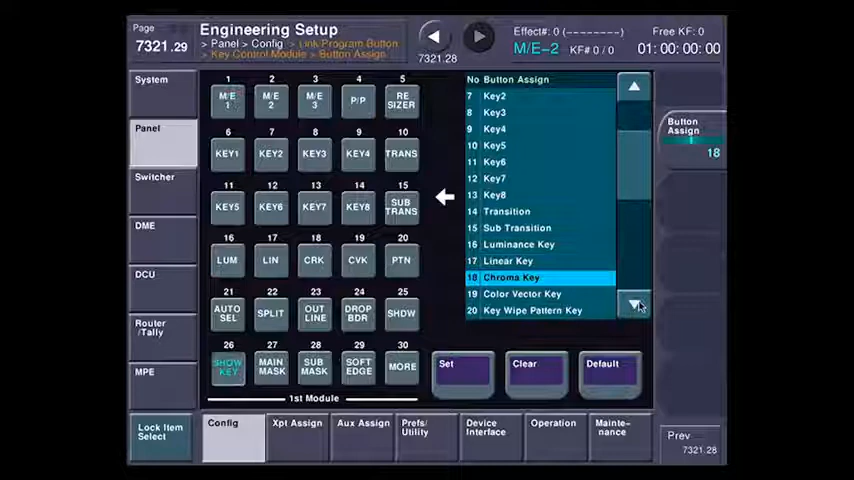 Page
7321.29
Engineering Setup
> Panel > Config > Link Program Button
> Key Control Module > Button Assign
7321.28
Effect#: 0 (--------)
M/E-2 KF# 0 / 0
Free KF: 0
01:00:00:00
System
Panel
Switcher
DME
DCU
Router
/Tally
MPE
Lock Item
Select
1 2 3 4 5
M/E
1
M/E
2
M/E
3
P/P
RE
SIZER
6 7 8 9 10
KEY1 KEY2 KEY3 KEY4 TRANS
11 12 13 14 15
KEY5 KEY6 KEY7 KEY8
SUB
TRANS
16 17 18 19 20
LUM LIN CRK CVK PTN
21 22 23 24 25
AUTO
SEL
SPLIT
OUT
LINE
DROP
BDR
SHDW
26 27 28 29 30
SHOW
KEY
MAIN
MASK
SUB
MASK
SOFT
EDGE
MORE
1st Module
No Button Assign
7 Key2
8 Key3
9 Key4
10 Key5
11 Key6
12 Key7
13 Key8
14 Transition
15 Sub Transition
16 Luminance Key
17 Linear Key
18 Chroma Key
19 Color Vector Key
20 Key Wipe Pattern Key
Set Clear Default
Button
Assign
18
Config Xpt Assign Aux Assign
Prefs/
Utility
Device
Interface
Operation
Mainte-
nance
Prev
7321.28